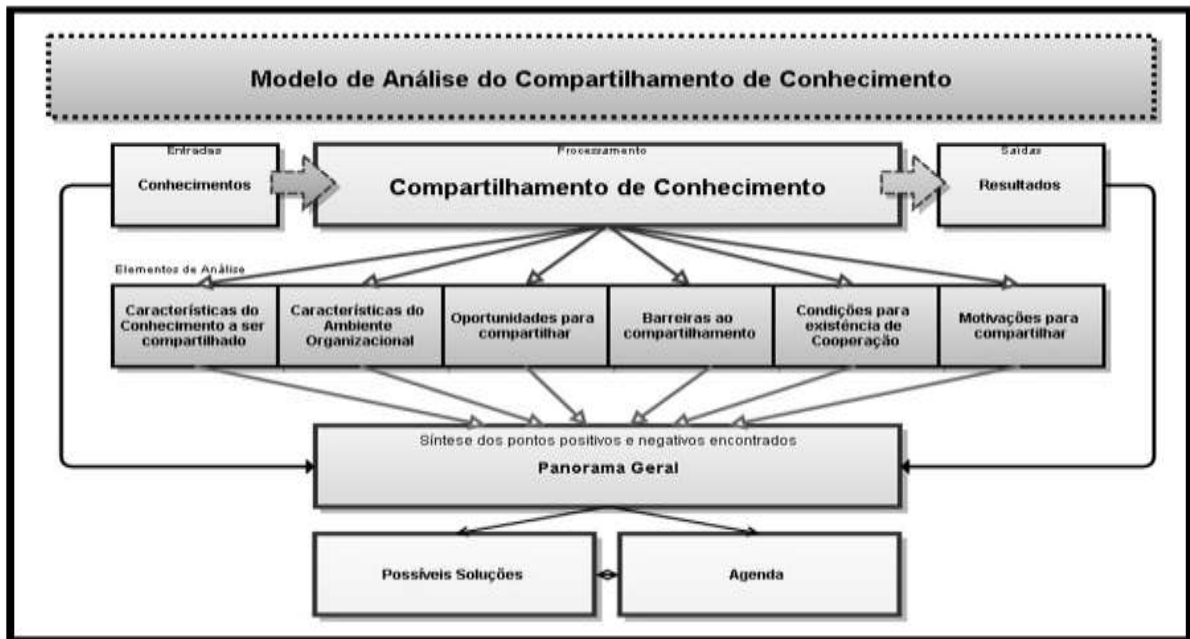 Modelo de Análise do Compartilhamento de Conhecimento
Entradas
Conhecimentos
Processamento
Compartilhamento de Conhecimento
Saídas
Resultados
Elementos de Análise
Características do
Conhecimento a ser
compartilhado
Características do
Ambiente
Organizacional
Oportunidades para
compartilhar
Barreiras ao
compartilhamento
Condições para
existência de
Cooperação
Motivações para
compartilhar
Síntese dos pontos positivos e negativos encontrados
Panorama Geral
Possíveis Soluções
Agenda